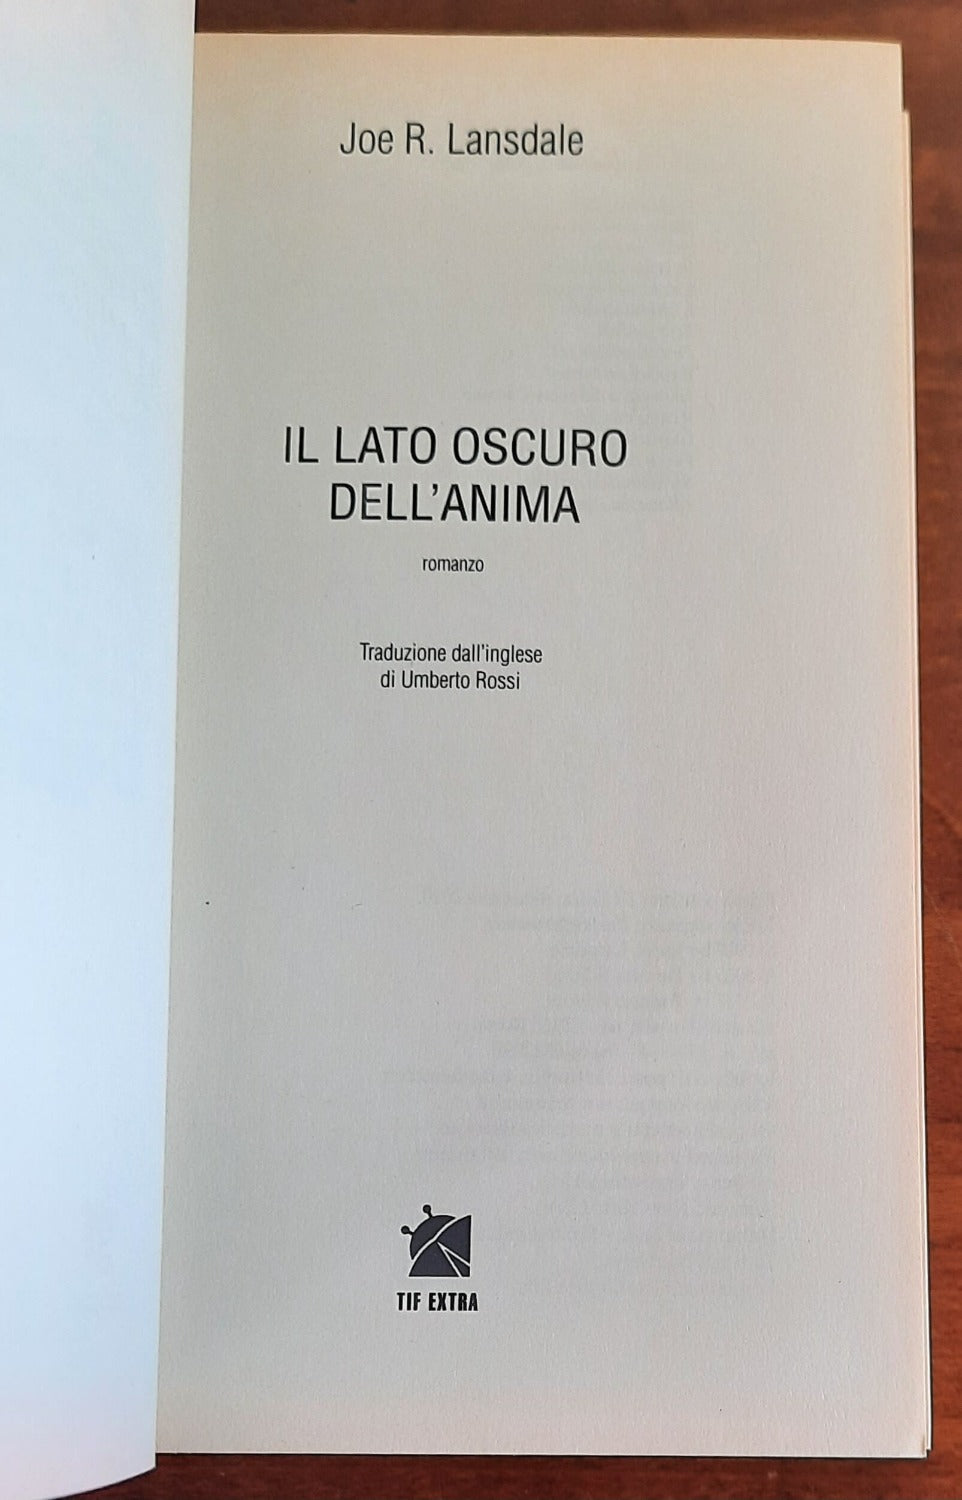 Joe R. Lansdale
IL LATO OSCURO
DELL'ANIMA
romanzo
Traduzione dall'inglese
di Umberto Rossi
TIF EXTRA